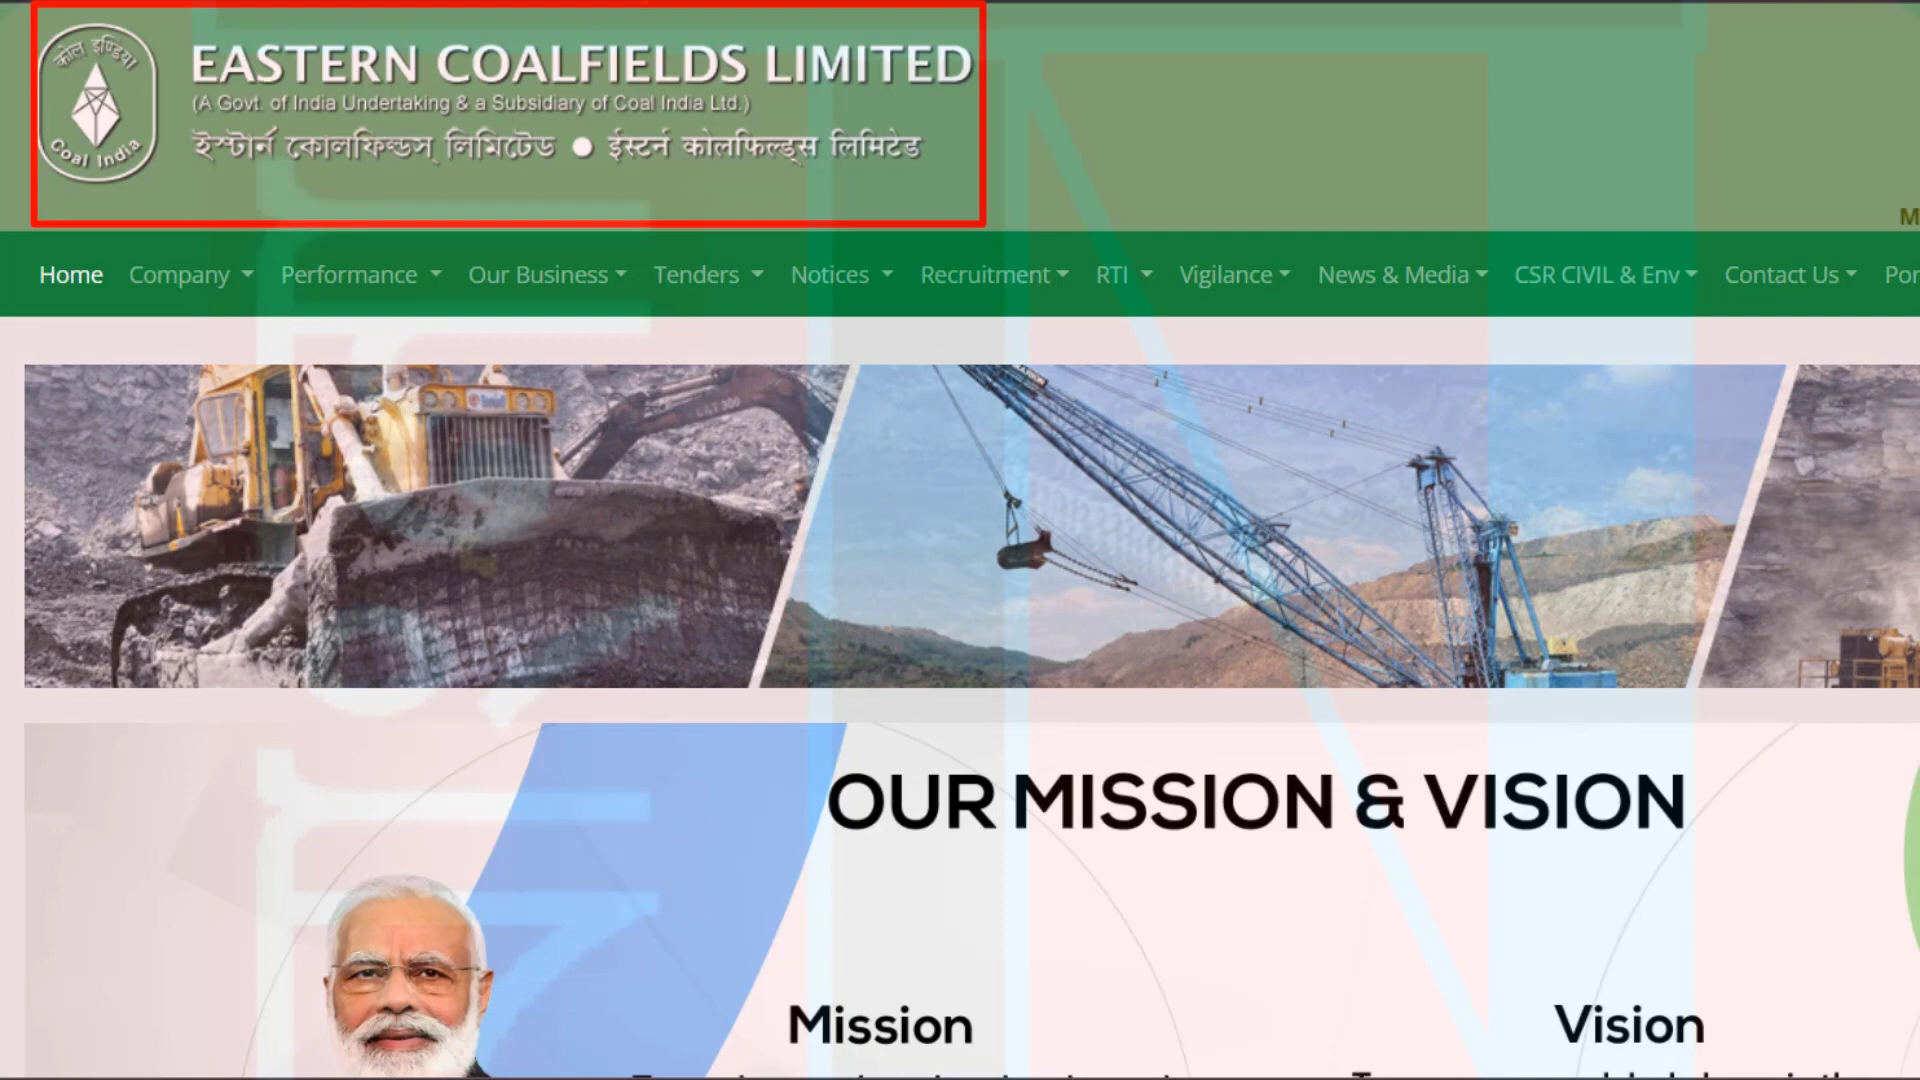 कोल इण्डिया
Coal India
EASTERN COALFIELDS LIMITED
(A Govt. of India Undertaking & a Subsidiary of Coal India Ltd.)
ইস্টার্ন কোলফিল্ডস্ লিমিটেড ● ईस्टर्न कोलफिल्ड्स लिमिटेड
M
Home Company Performance Our Business Tenders Notices Recruitment RTI Vigilance News & Media CSR CIVIL & Env Contact Us Por
OUR MISSION & VISION
Mission Vision